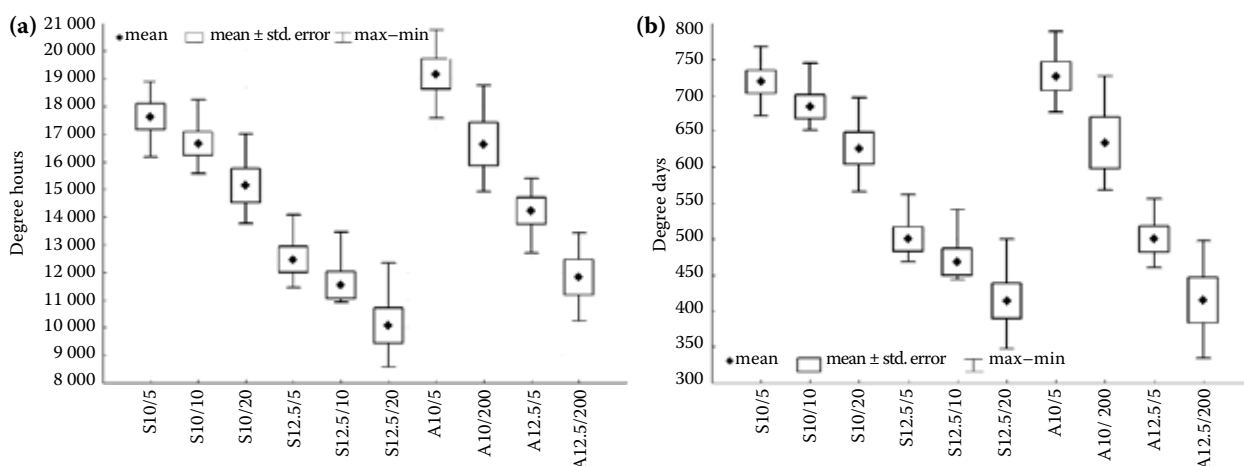 (a)
21 000
20 000
19 000
18 000
17 000
16 000
15 000
14 000
13 000
12 000
11 000
10 000
9 000
8 000
Degree hours
mean
mean ± std. error
max–min
S10/5
S10/10
S10/20
S12.5/5
S12.5/10
S12.5/20
A10/5
A10/200
A12.5/5
A12.5/200
(b)
800
750
700
650
600
550
500
450
400
350
300
Degree days
mean
mean ± std. error
max–min
S10/5
S10/10
S10/20
S12.5/5
S12.5/10
S12.5/20
A10/5
A10/ 200
A12.5/5
A12.5/200